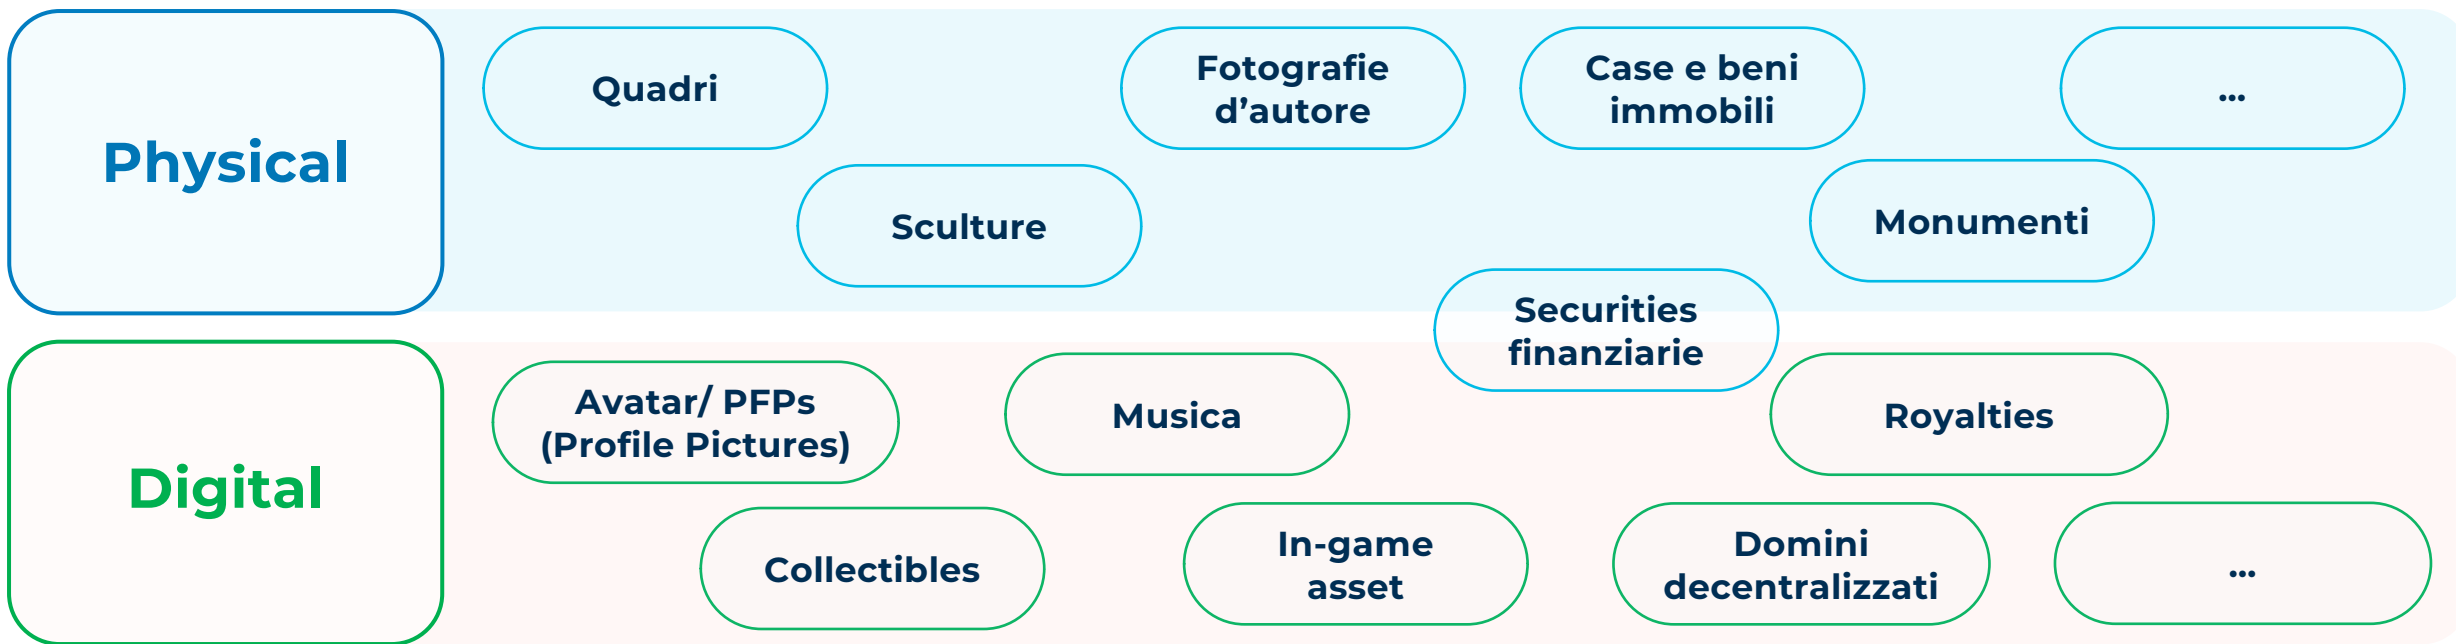 Physical
Quadri
Fotografie
d’autore
Case e beni
immobili
...
Sculture
Monumenti
Securities
finanziarie
Digital
Avatar/ PFPs
(Profile Pictures)
Musica
Royalties
Collectibles
In-game
asset
Domini
decentralizzati
...